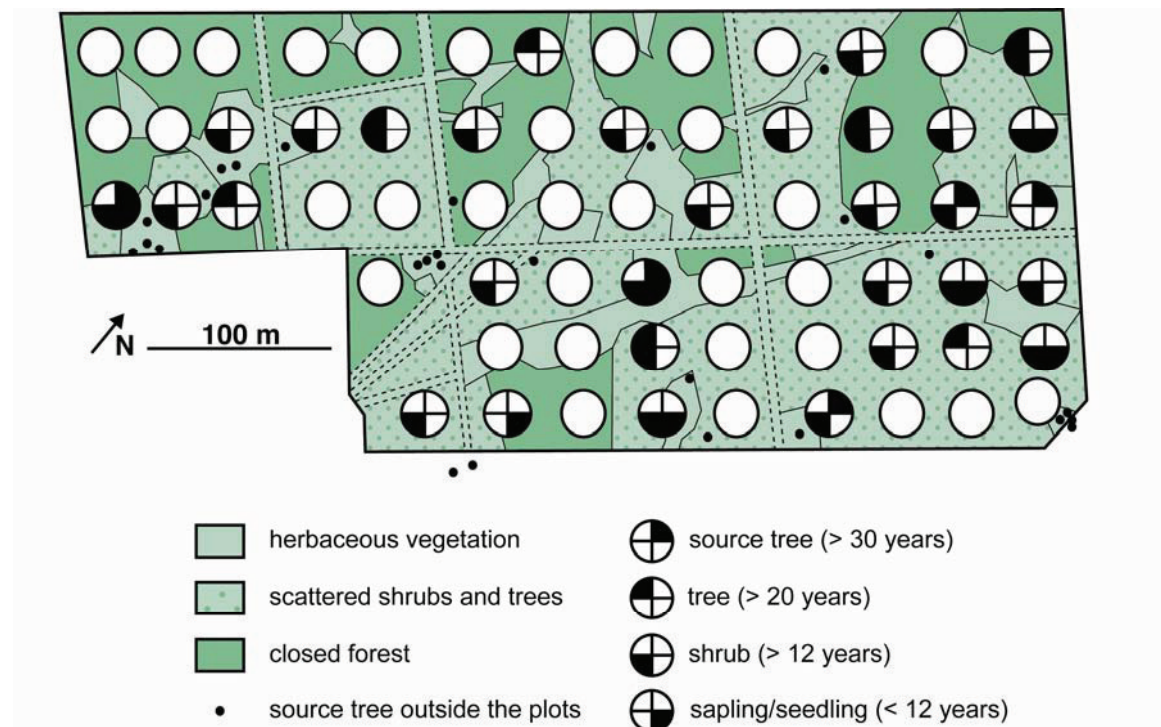 N
100 m
herbaceous vegetation
scattered shrubs and trees
closed forest
source tree outside the plots
source tree (> 30 years)
tree (> 20 years)
shrub (> 12 years)
sapling/seedling (< 12 years)